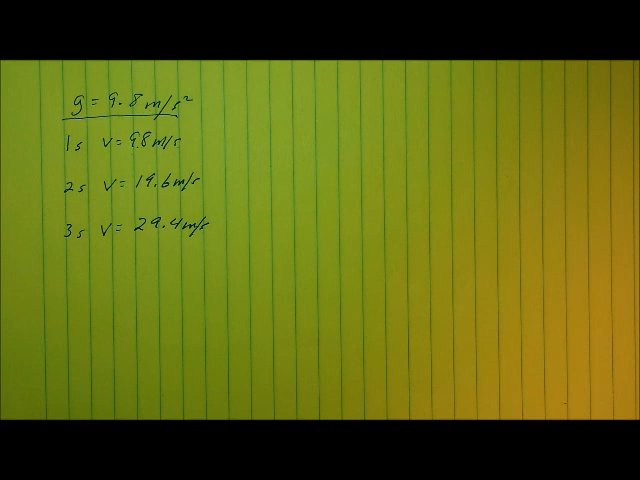 g = 9.8 m/s²
1s v = 9.8 m/s
2s v = 19.6 m/s
3s v = 29.4 m/s